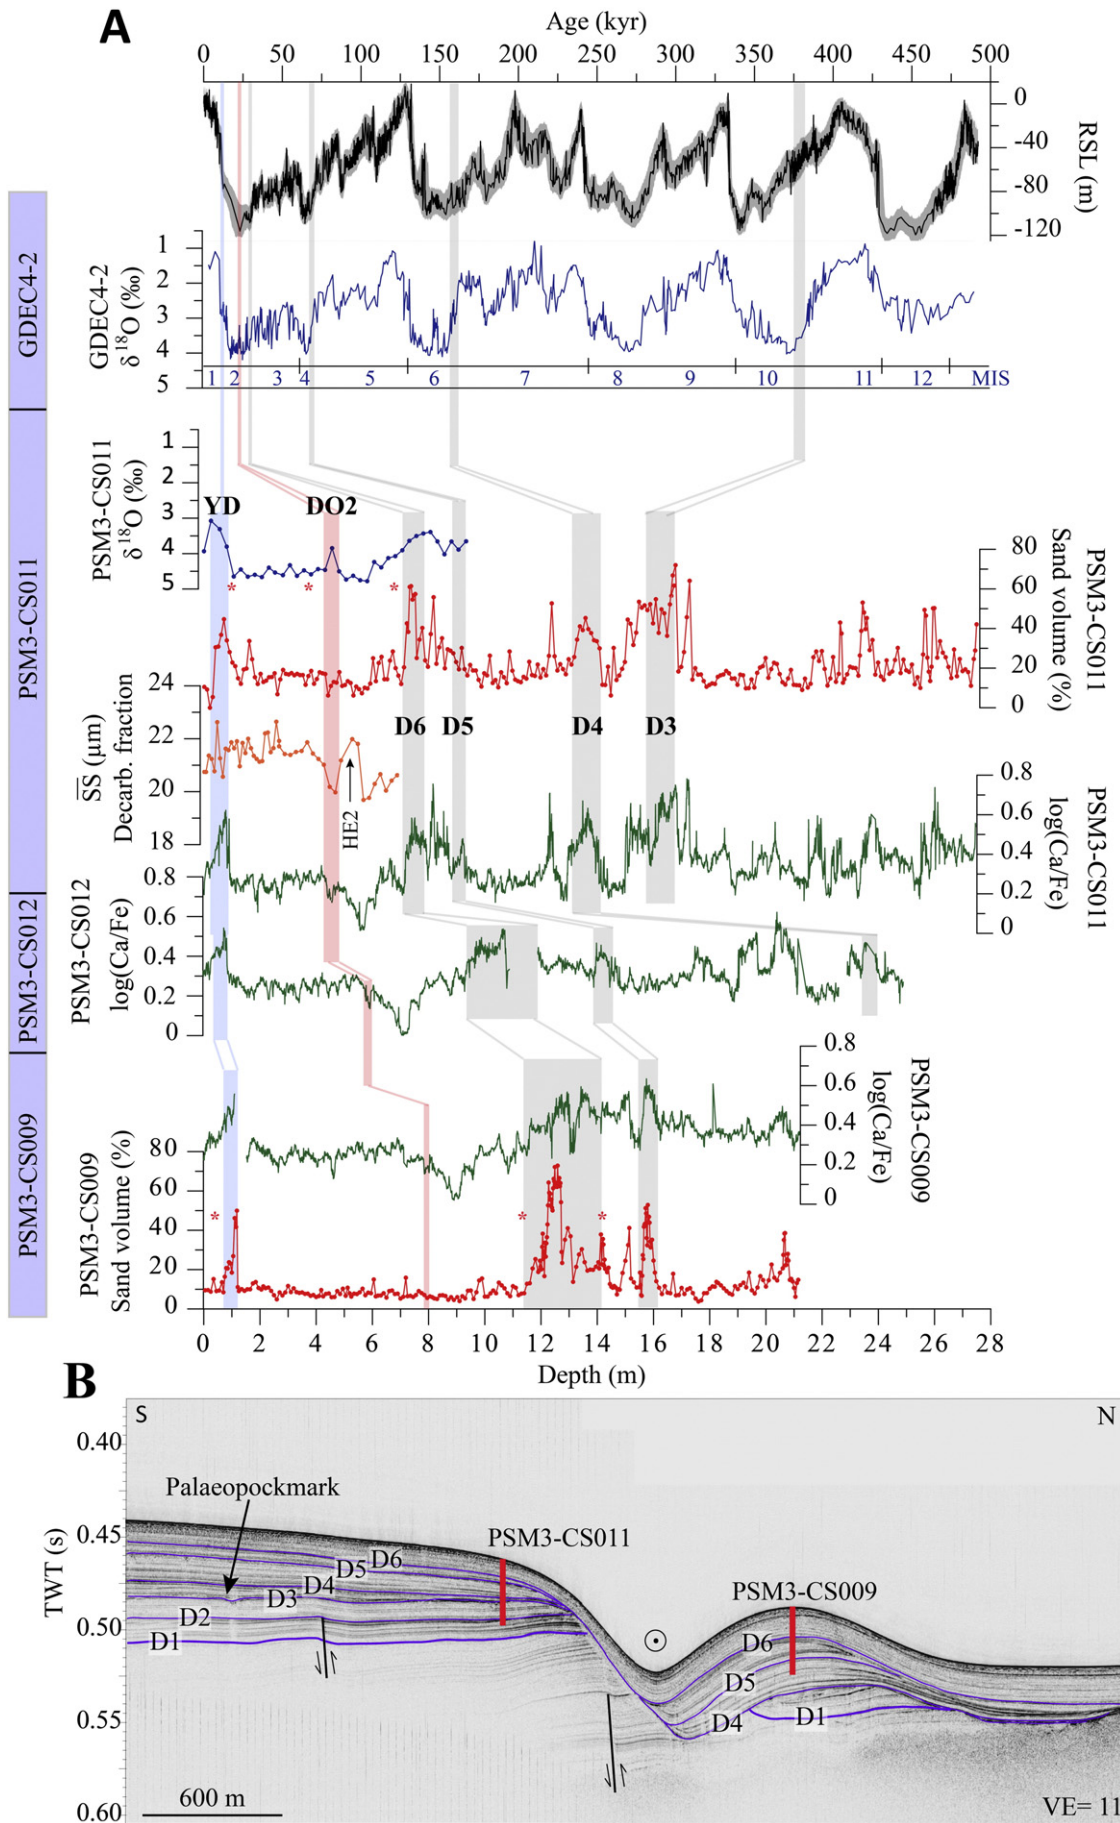 A
Age (kyr)
0 50 100 150 200 250 300 350 400 450 500
0
-40
-80
-120
RSL (m)
GDEC4-2
GDEC4-2
δ 18O (‰)
1
2
3
4
5
1 2 3 4 5 6 7 8 9 10 11 12 MIS
PSM3-CS011
PSM3-CS011
δ 18O (‰)
1
2
3
4
5
YD DO2
* * *
80
60
40
20
0
PSM3-CS011
Sand volume (%)
24
22
20
18
SS (μm)
Decarb. fraction
D6 D5 D4 D3
HE2
0.8
0.6
0.4
0.2
0
PSM3-CS011
log(Ca/Fe)
PSM3-CS012
PSM3-CS012
log(Ca/Fe)
0.8
0.6
0.4
0.2
0
0.8
0.6
0.4
0.2
0
PSM3-CS009
log(Ca/Fe)
PSM3-CS009
PSM3-CS009
Sand volume (%)
80
60
40
20
0
* * *
0 2 4 6 8 10 12 14 16 18 20 22 24 26 28
Depth (m)
B
S N
TWT (s)
0.40
0.45
0.50
0.55
0.60
Palaeopockmark
PSM3-CS011
PSM3-CS009
D6
D5
D4
D3
D2
D1
D6
D5
D4
D1
600 m
VE= 11